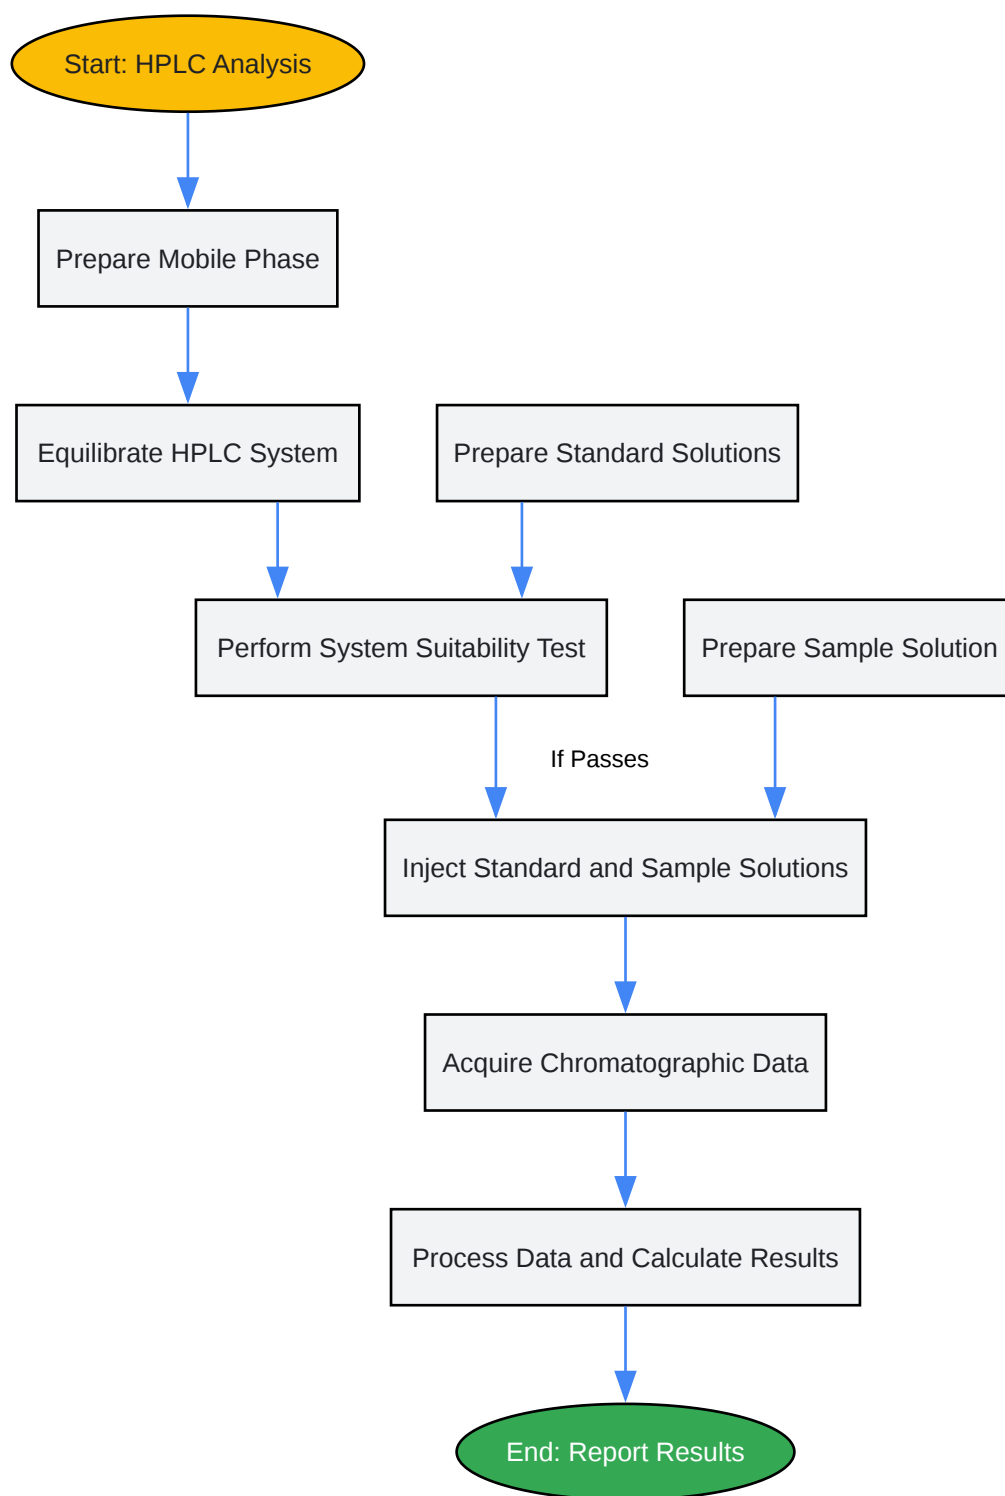 Start: HPLC Analysis
Prepare Mobile Phase
Equilibrate HPLC System
Prepare Standard Solutions
Perform System Suitability Test
Prepare Sample Solution
If Passes
Inject Standard and Sample Solutions
Acquire Chromatographic Data
Process Data and Calculate Results
End: Report Results